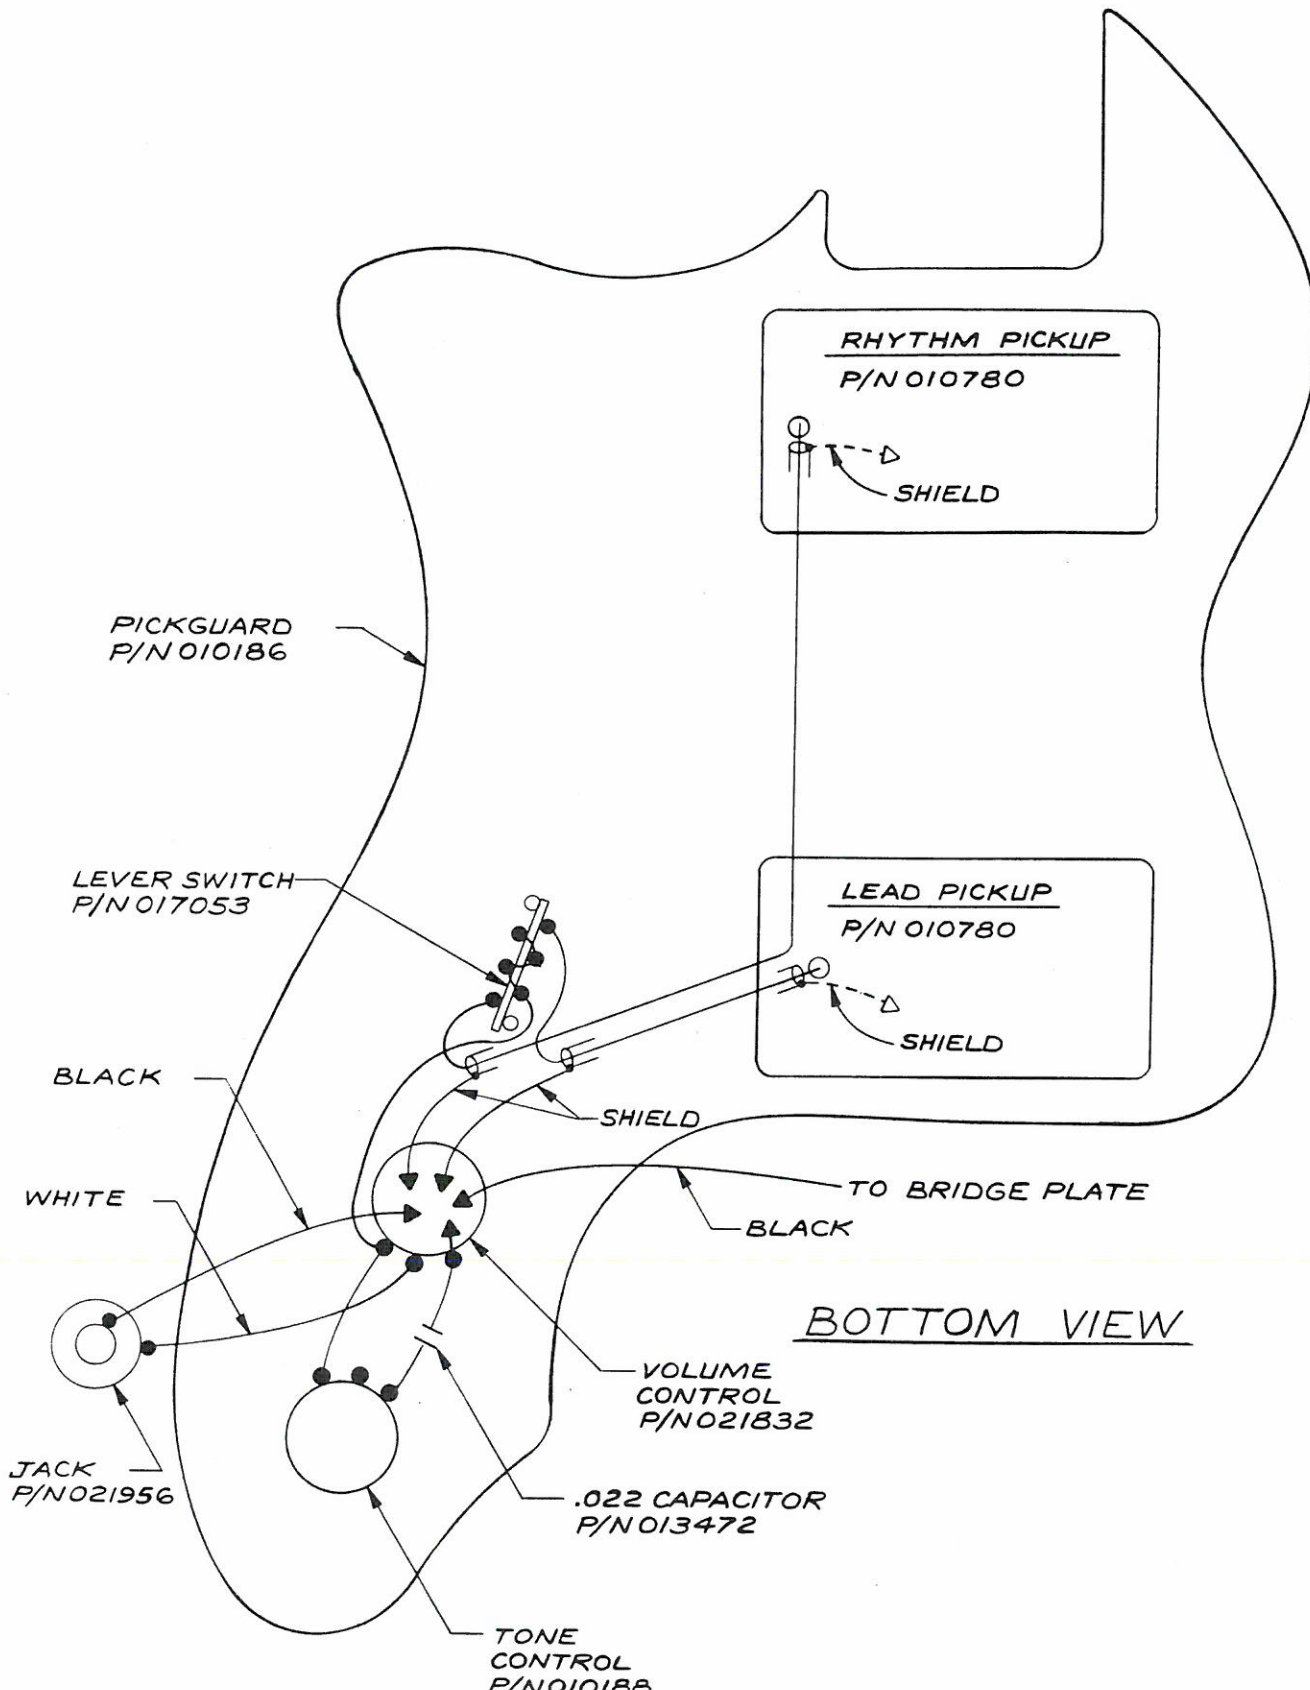 RHYTHM PICKUP
P/N 010780
SHIELD
PICKGUARD
P/N 010186
LEVER SWITCH
P/N 017053
LEAD PICKUP
P/N 010780
SHIELD
BLACK
SHIELD
WHITE
TO BRIDGE PLATE
BLACK
BOTTOM VIEW
VOLUME
CONTROL
P/N 021832
JACK
P/N 021956
.022 CAPACITOR
P/N 013472
TONE
CONTROL
P/N 010188